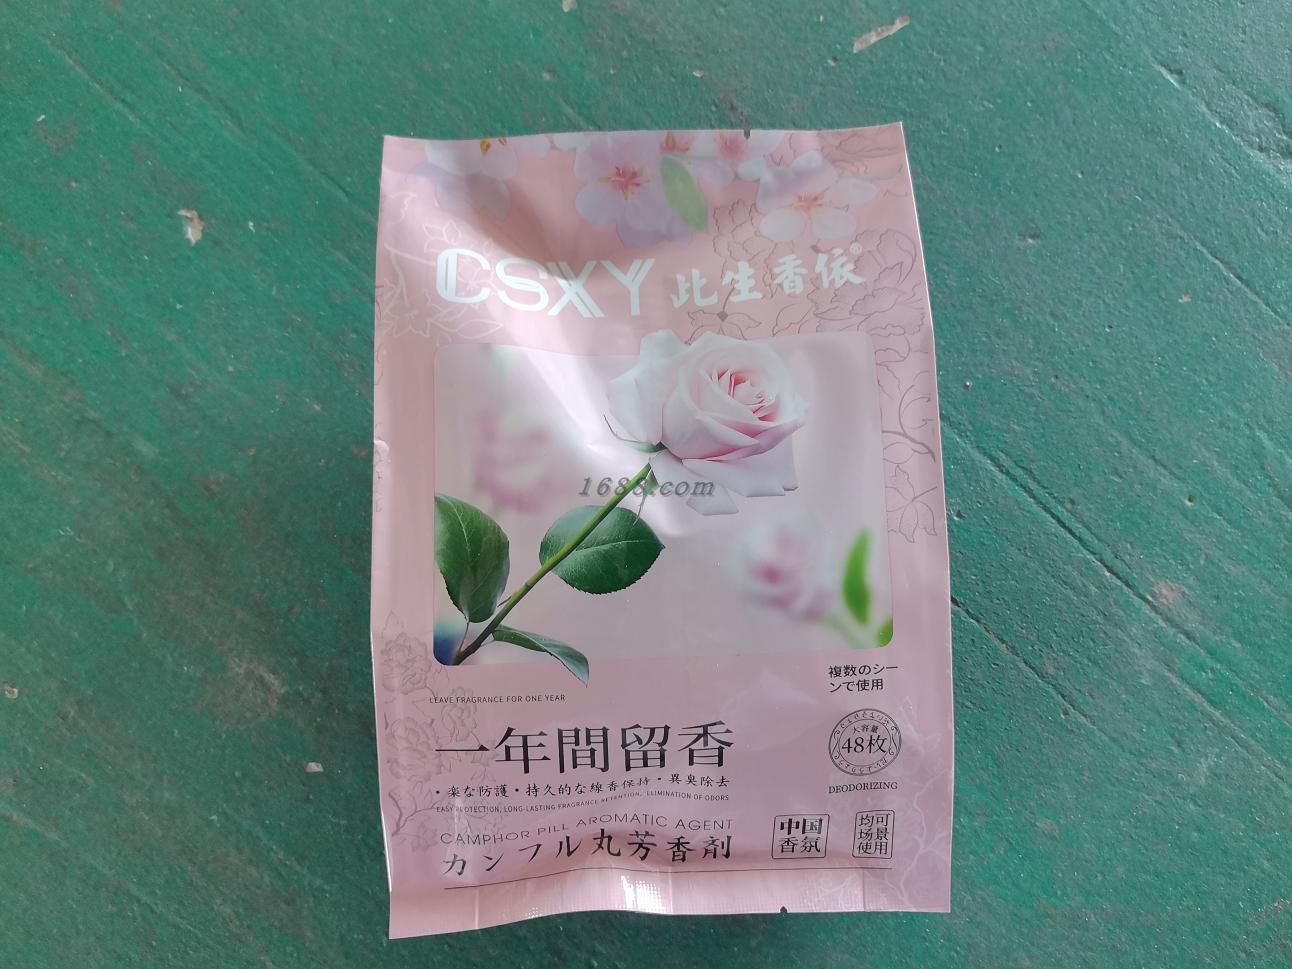 CSXY 此生香依®
1688.com
LEAVE FRAGRANCE FOR ONE YEAR
一年間留香
・楽な防護・持久的な線香保持・異臭除去
EASY PROTECTION, LONG-LASTING FRAGRANCE RETENTION, ELIMINATION OF ODORS
CAMPHOR PILL AROMATIC AGENT
カンフル丸芳香剤
複数のシー
ンで使用
大容量
48枚
DEODORIZING
中国
香氛
均可
场景
使用